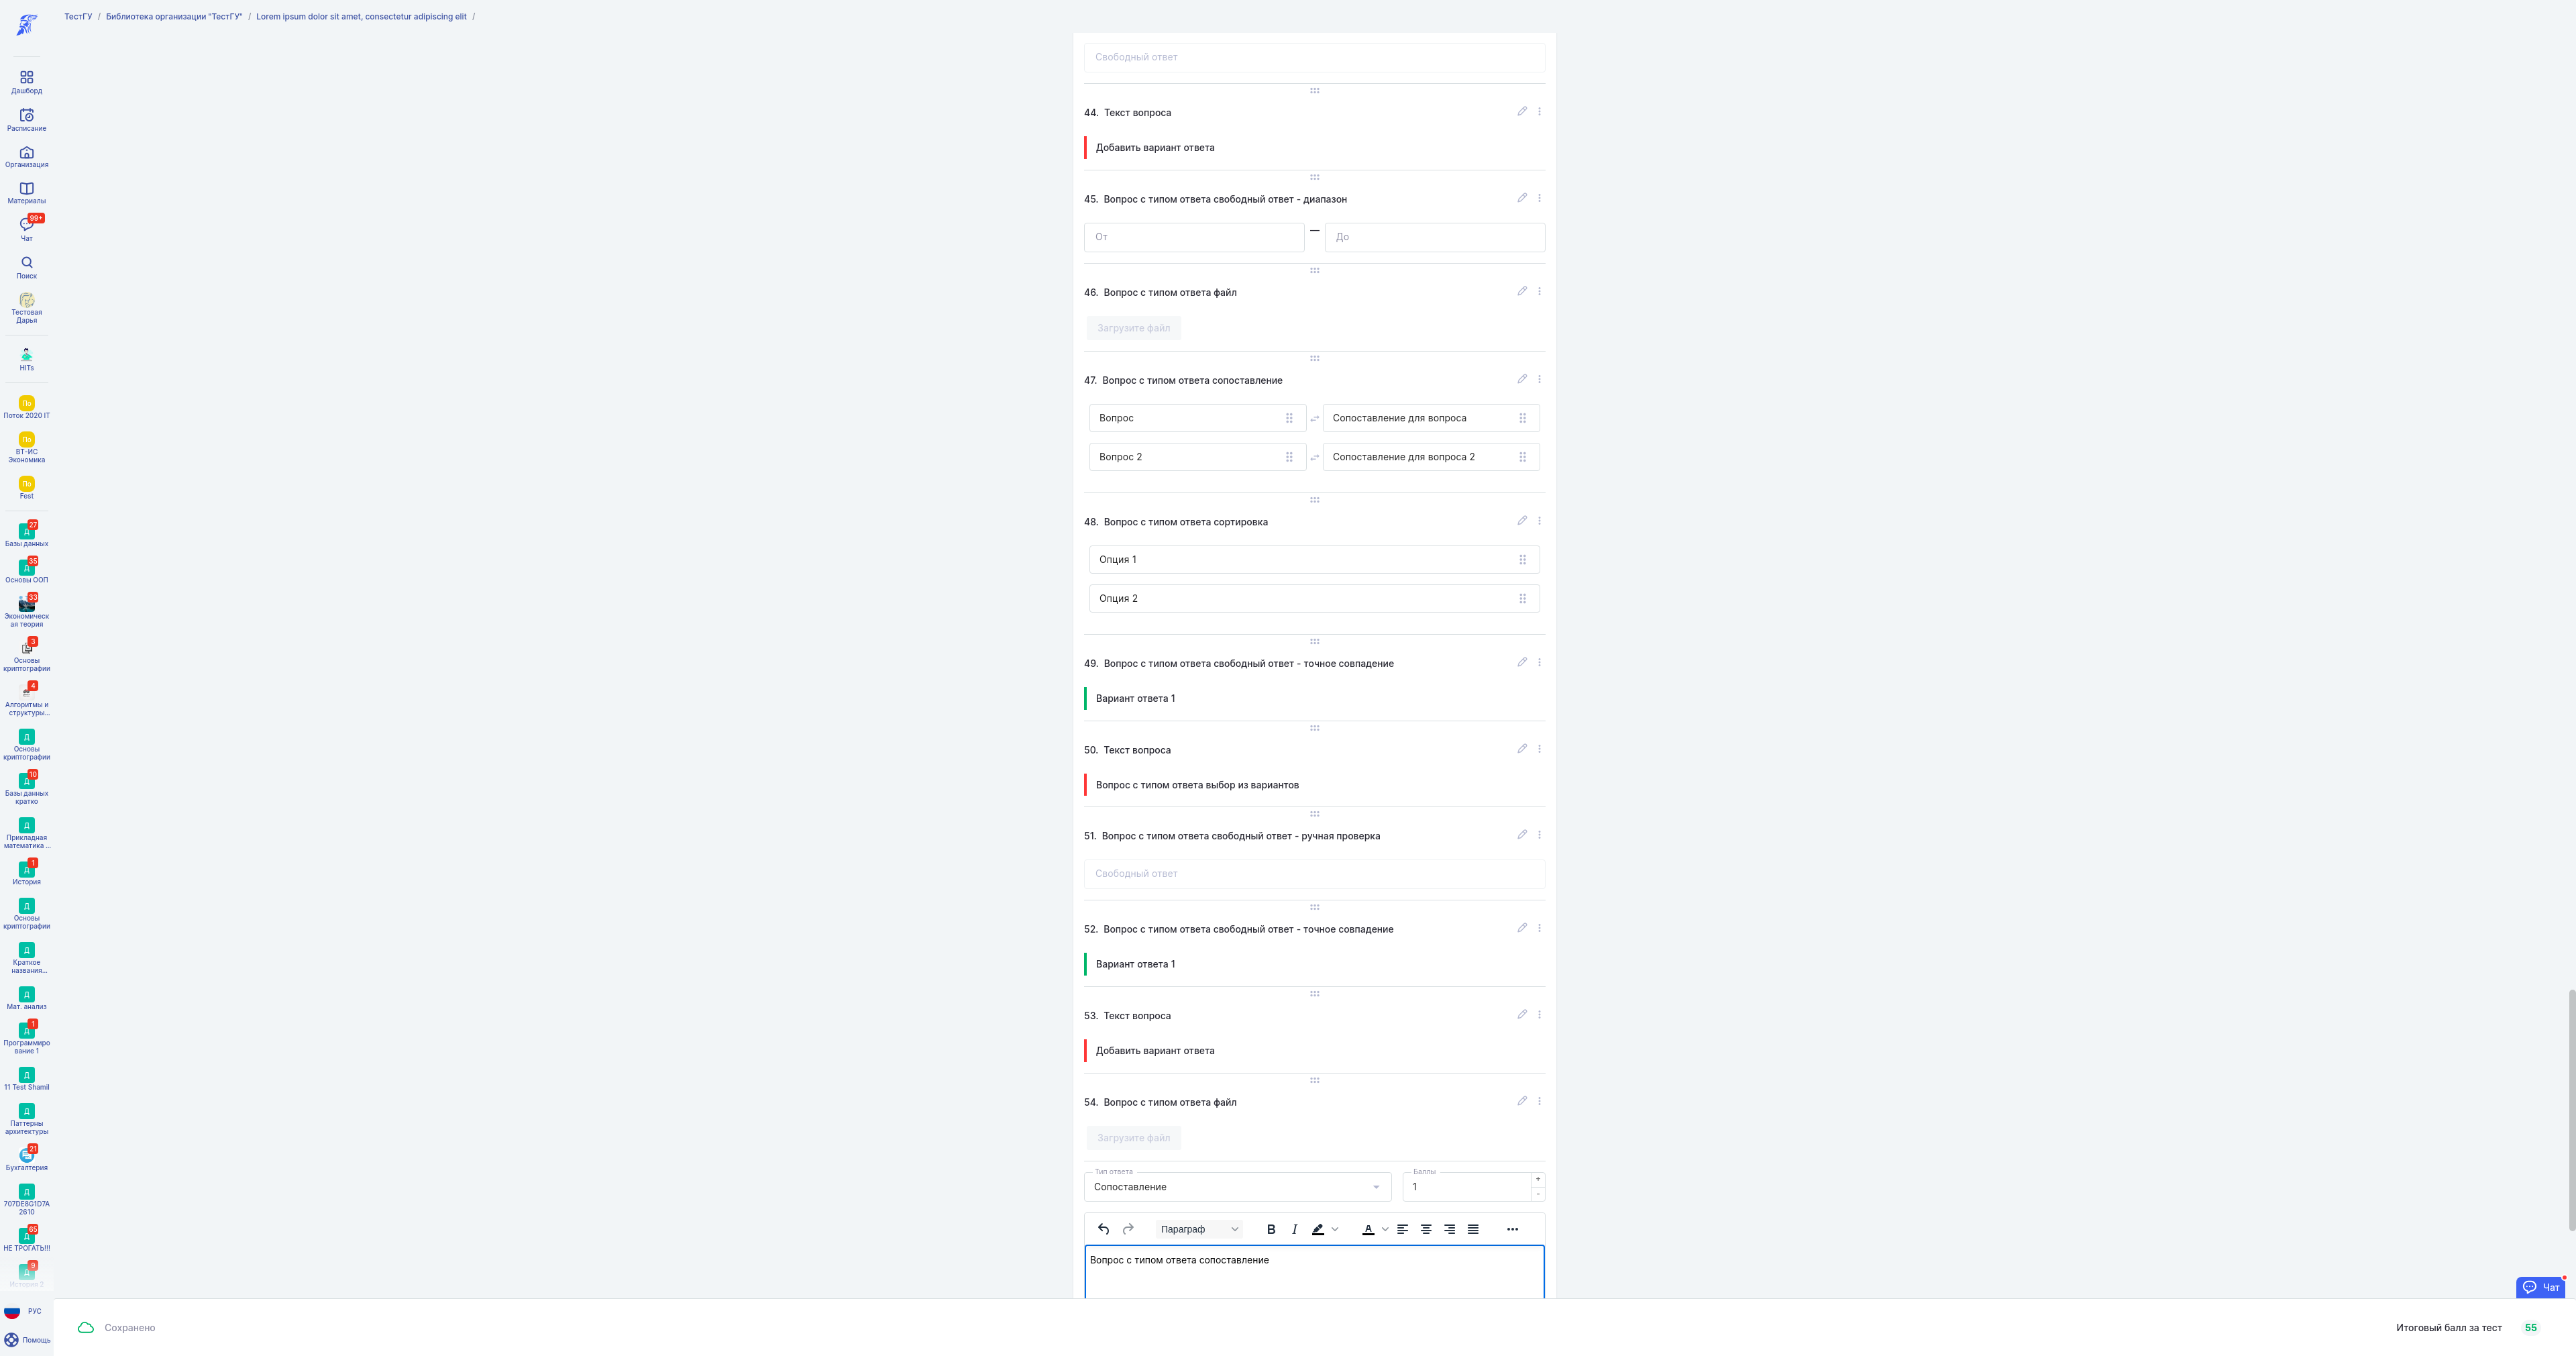 ТестГУ / Библиотека организации "ТестГУ" / Lorem ipsum dolor sit amet, consectetur adipiscing elit /
Дашборд
Расписание
Организация
Материалы
99+
Чат
Поиск
Тестовая
Дарья
HITs
По
Поток 2020 IT
По
ВТ-ИС
Экономика
По
Fest
27
Д
Базы данных
35
Д
Основы ООП
33
Экономическ
ая теория
3
Основы
криптографии
4
Алгоритмы и
структуры...
Д
Основы
криптографии
10
Д
Базы данных
кратко
Д
Прикладная
математика ...
1
Д
История
Д
Основы
криптографии
Д
Краткое
названия...
Д
Мат. анализ
1
Д
Программиро
вание 1
Д
11 Test Shamil
Д
Паттерны
архитектуры
21
Бухгалтерия
Д
707DE8G1D7A
2610
65
Д
НЕ ТРОГАТЬ!!!
9
Д
История 2
РУС
Помощь
Свободный ответ
44. Текст вопроса
Добавить вариант ответа
45. Вопрос с типом ответа свободный ответ - диапазон
От — До
46. Вопрос с типом ответа файл
Загрузите файл
47. Вопрос с типом ответа сопоставление
Вопрос Сопоставление для вопроса
Вопрос 2 Сопоставление для вопроса 2
48. Вопрос с типом ответа сортировка
Опция 1
Опция 2
49. Вопрос с типом ответа свободный ответ - точное совпадение
Вариант ответа 1
50. Текст вопроса
Вопрос с типом ответа выбор из вариантов
51. Вопрос с типом ответа свободный ответ - ручная проверка
Свободный ответ
52. Вопрос с типом ответа свободный ответ - точное совпадение
Вариант ответа 1
53. Текст вопроса
Добавить вариант ответа
54. Вопрос с типом ответа файл
Загрузите файл
Тип ответа Баллы
Сопоставление 1 + -
Параграф B I A ...
Вопрос с типом ответа сопоставление
Чат
Сохранено
Итоговый балл за тест 55